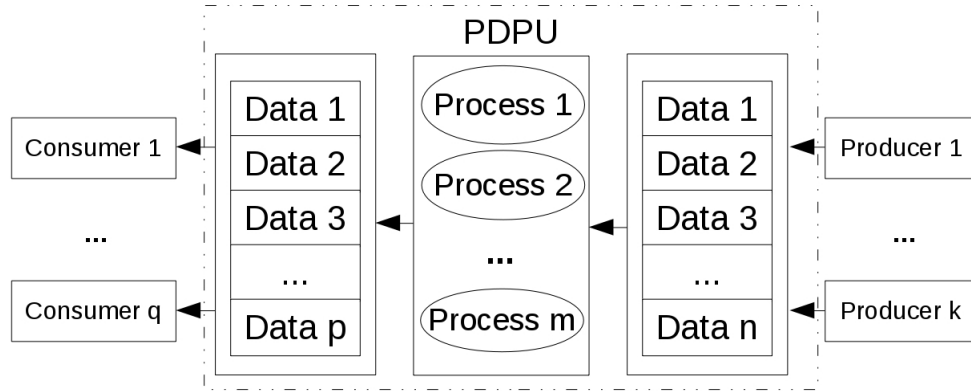 PDPU
Consumer 1
...
Consumer q
Data 1
Data 2
Data 3
...
Data p
Process 1
Process 2
...
Process m
Data 1
Data 2
Data 3
...
Data n
Producer 1
...
Producer k